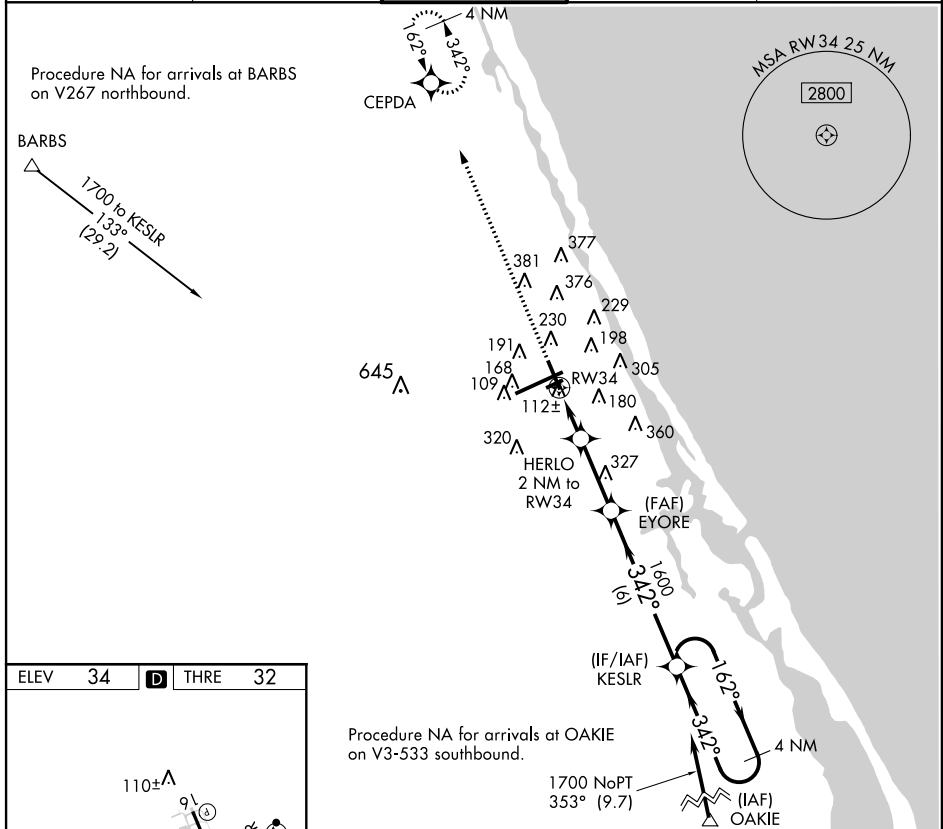 4 NM
162°
342°
CEPDA
Procedure NA for arrivals at BARBS
on V267 northbound.
MSA RW34 25 NM
2800
BARBS
1700 to KESLR
133°
(29.2)
377
381
376
229
230
198
191
305
168
RW34
645
109
180
112±
360
320
HERLO
2 NM to
RW34
327
(FAF)
EYORE
1600
342°
(6)
(IF/IAF)
KESLR
162°
342°
4 NM
Procedure NA for arrivals at OAKIE
on V3-533 southbound.
1700 NoPT
353° (9.7)
(IAF)
OAKIE
ELEV 34 D THRE 32
110±
16
P